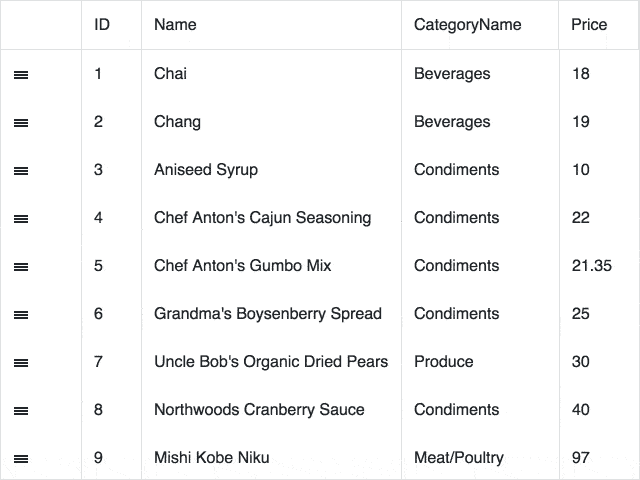 ID Name CategoryName Price
1 Chai Beverages 18
2 Chang Beverages 19
3 Aniseed Syrup Condiments 10
4 Chef Anton's Cajun Seasoning Condiments 22
5 Chef Anton's Gumbo Mix Condiments 21.35
6 Grandma's Boysenberry Spread Condiments 25
7 Uncle Bob's Organic Dried Pears Produce 30
8 Northwoods Cranberry Sauce Condiments 40
9 Mishi Kobe Niku Meat/Poultry 97